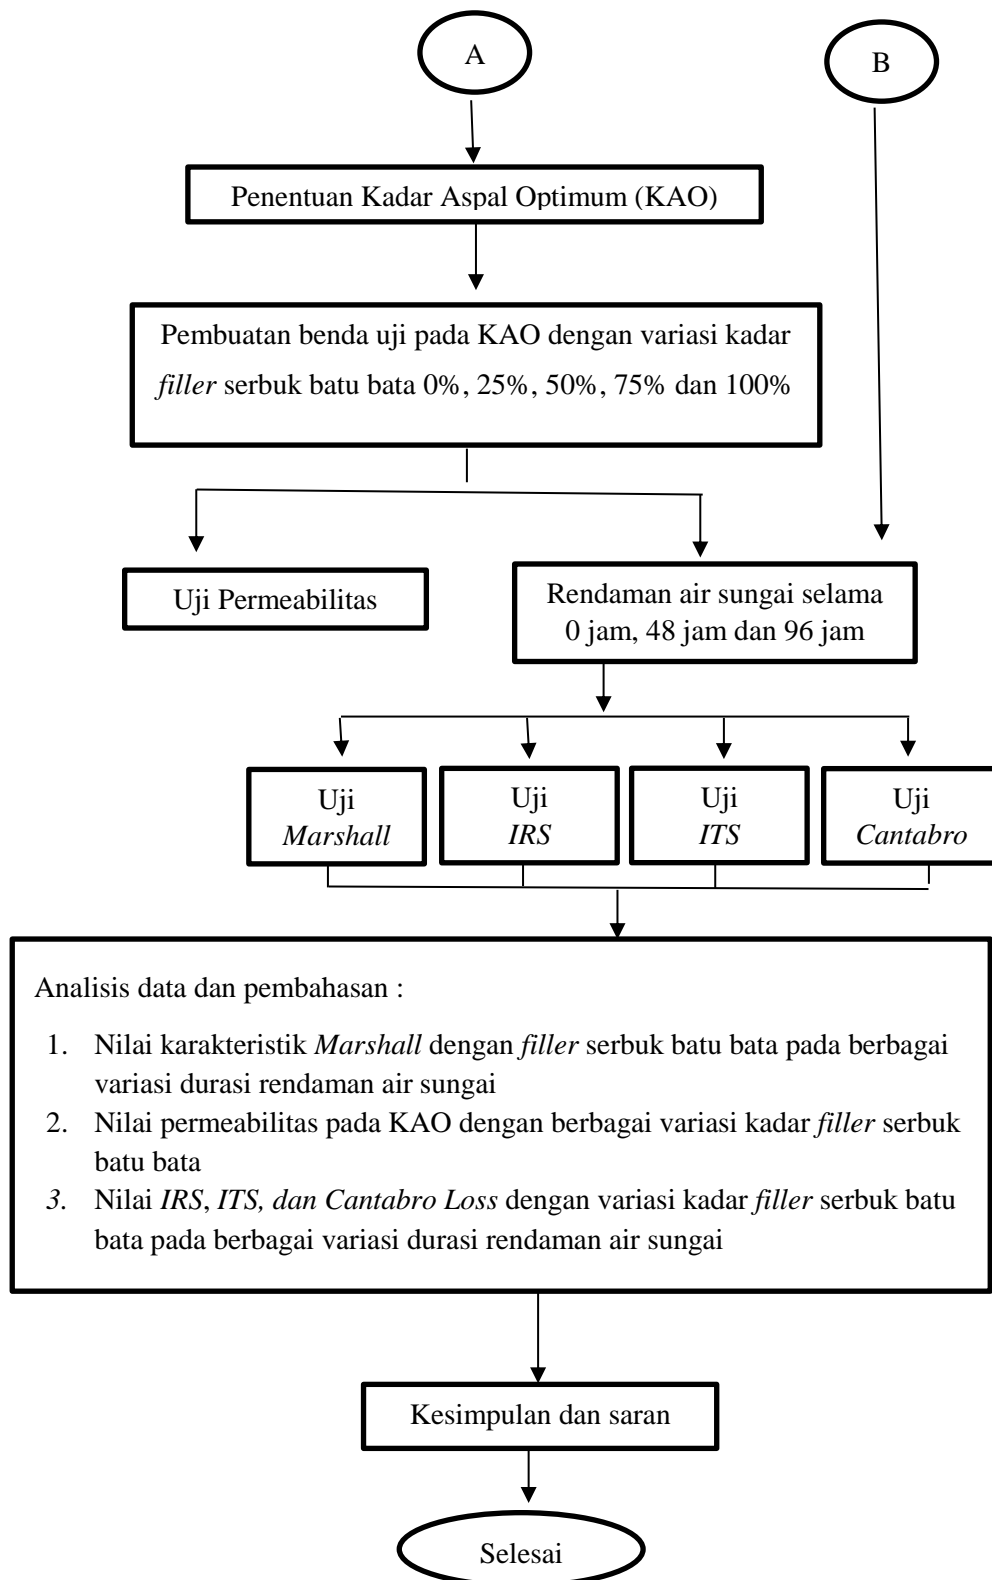 A
B
Penentuan Kadar Aspal Optimum (KAO)
Pembuatan benda uji pada KAO dengan variasi kadar
filler serbuk batu bata 0%, 25%, 50%, 75% dan 100%
Uji Permeabilitas
Rendaman air sungai selama
0 jam, 48 jam dan 96 jam
Uji
Marshall
Uji
IRS
Uji
ITS
Uji
Cantabro
Analisis data dan pembahasan :
1. Nilai karakteristik Marshall dengan filler serbuk batu bata pada berbagai
variasi durasi rendaman air sungai
2. Nilai permeabilitas pada KAO dengan berbagai variasi kadar filler serbuk
batu bata
3. Nilai IRS, ITS, dan Cantabro Loss dengan variasi kadar filler serbuk batu
bata pada berbagai variasi durasi rendaman air sungai
Kesimpulan dan saran
Selesai